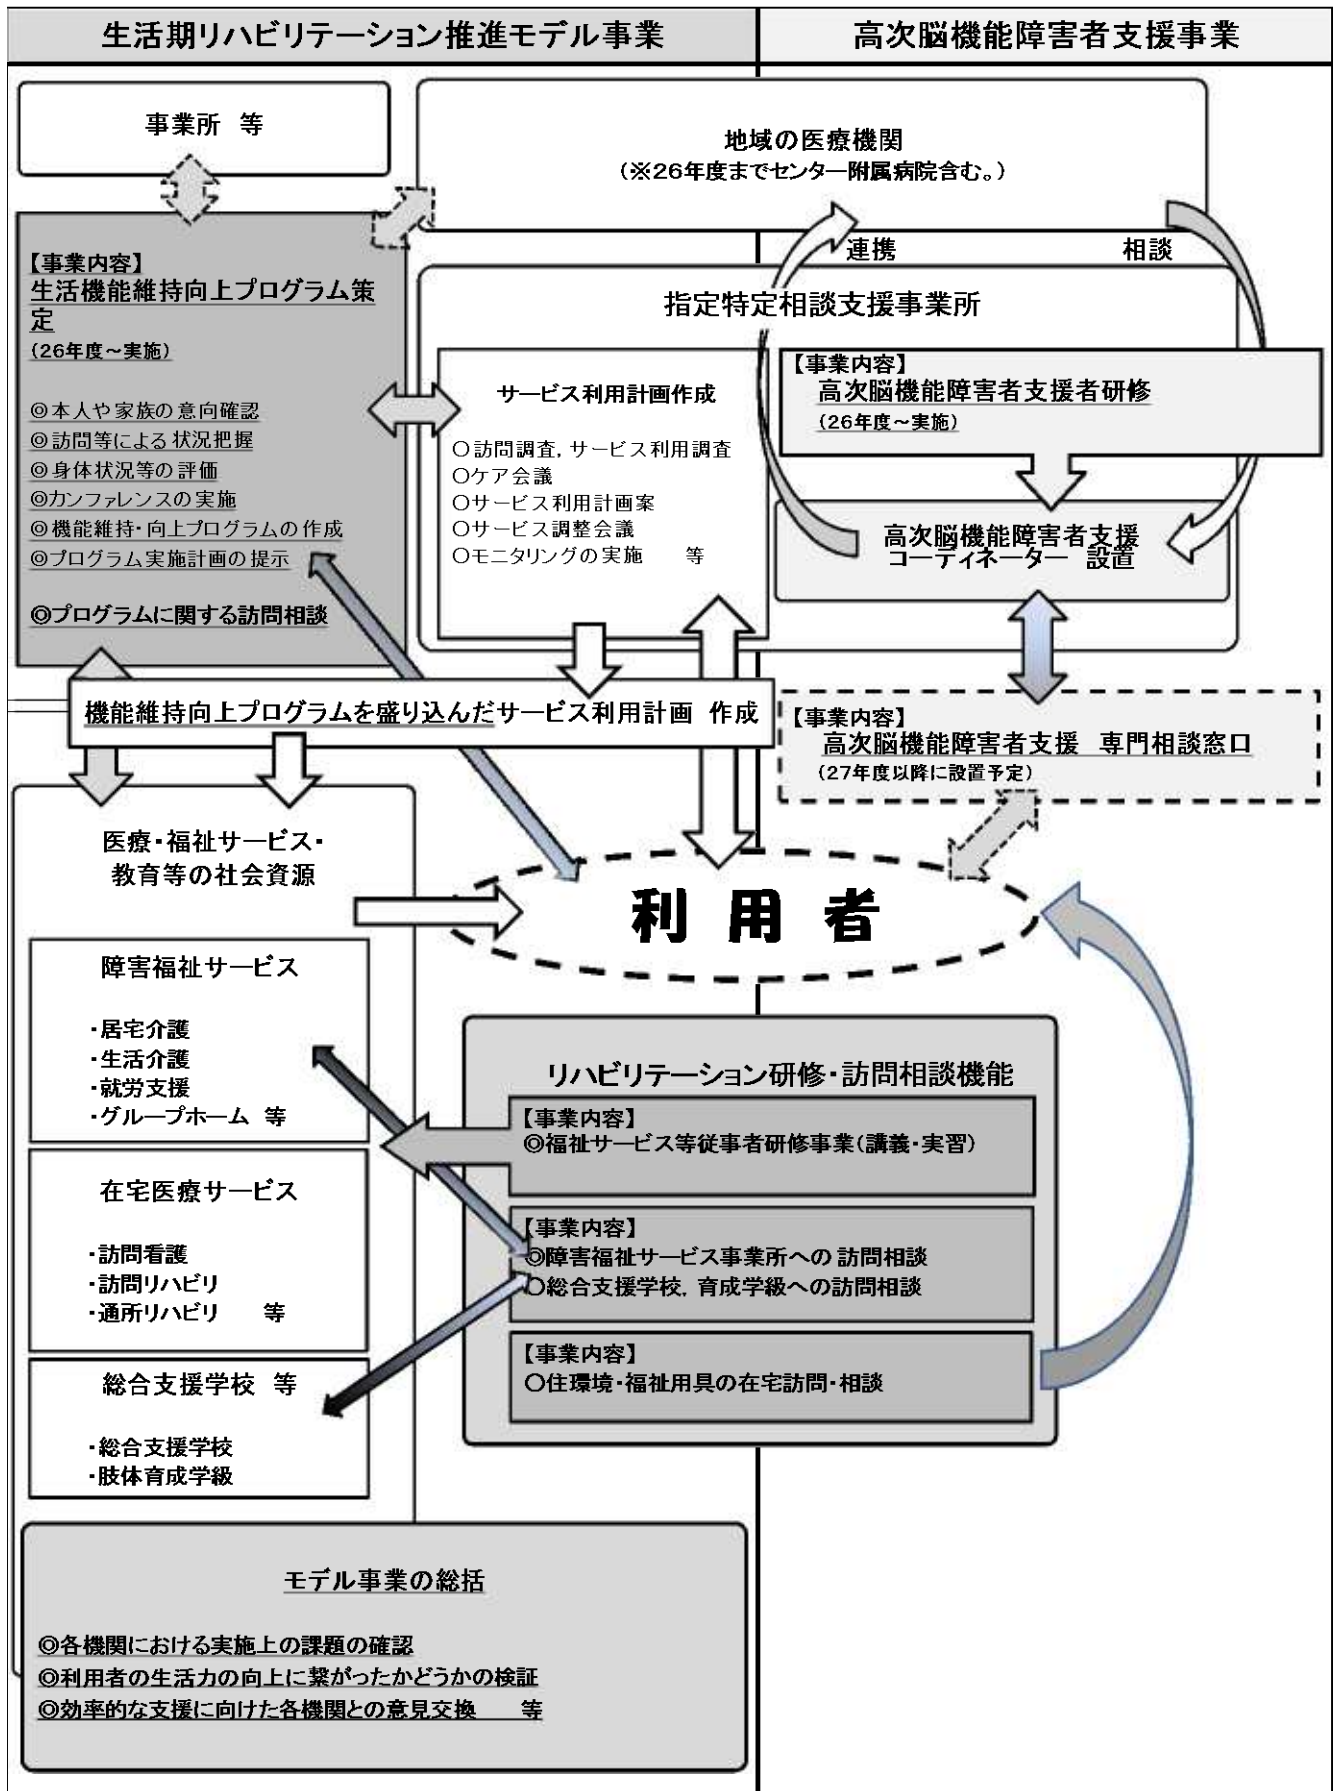 生活期リハビリテーション推進モデル事業
高次脳機能障害者支援事業
事業所 等
地域の医療機関
(※26年度までセンター附属病院含む。)
連携
相談
【事業内容】
生活機能維持向上プログラム策
定
(26年度～実施)
◎本人や家族の意向確認
◎訪問等による状況把握
◎身体状況等の評価
◎カンファレンスの実施
◎機能維持・向上プログラムの作成
◎プログラム実施計画の提示
◎プログラムに関する訪問相談
指定特定相談支援事業所
サービス利用計画作成
○訪問調査,サービス利用調査
○ケア会議
○サービス利用計画案
○サービス調整会議
○モニタリングの実施 等
【事業内容】
高次脳機能障害者支援者研修
(26年度～実施)
高次脳機能障害者支援
コーディネーター 設置
機能維持向上プログラムを盛り込んだサービス利用計画 作成
【事業内容】
高次脳機能障害者支援 専門相談窓口
(27年度以降に設置予定)
利用者
医療・福祉サービス・
教育等の社会資源
障害福祉サービス
・居宅介護
・生活介護
・就労支援
・グループホーム 等
在宅医療サービス
・訪問看護
・訪問リハビリ
・通所リハビリ 等
総合支援学校 等
・総合支援学校
・肢体育成学級
リハビリテーション研修・訪問相談機能
【事業内容】
◎福祉サービス等従事者研修事業(講義・実習)
【事業内容】
◎障害福祉サービス事業所への訪問相談
○総合支援学校,育成学級への訪問相談
【事業内容】
○住環境・福祉用具の在宅訪問・相談
モデル事業の総括
◎各機関における実施上の課題の確認
◎利用者の生活力の向上に繋がったかどうかの検証
◎効率的な支援に向けた各機関との意見交換 等